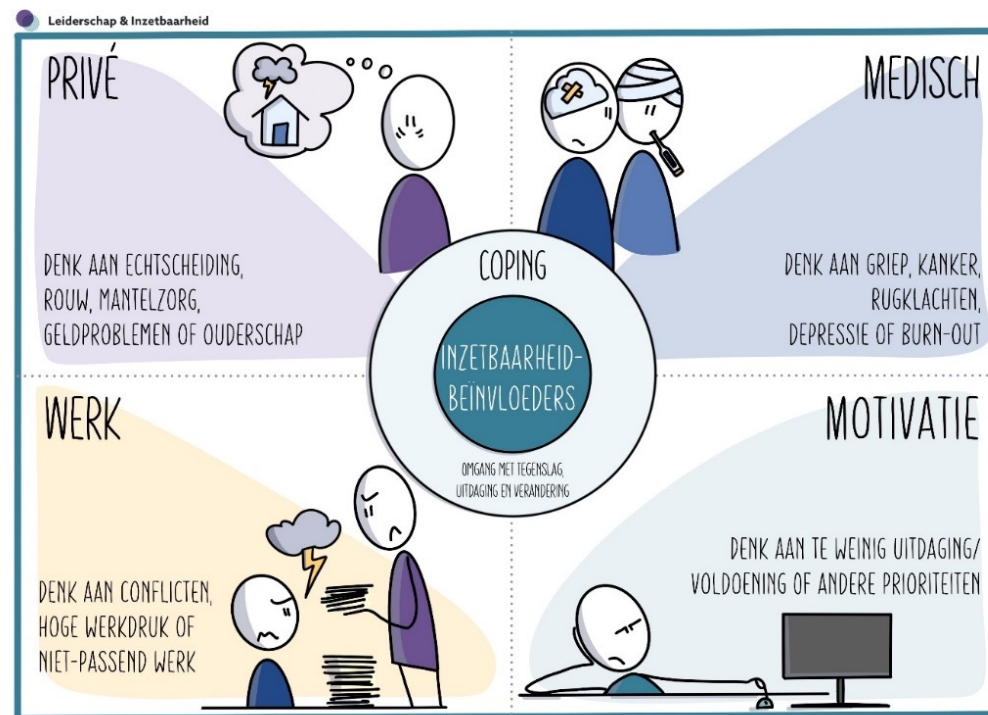 Leiderschap & Inzetbaarheid
PRIVÉ
DENK AAN ECHTSCHEIDING,
ROUW, MANTELZORG,
GELDPROBLEMEN OF OUDERSCHAP
MEDISCH
DENK AAN GRIEP, KANKER,
RUGKLACHTEN,
DEPRESSIE OF BURN-OUT
COPING
INZETBAARHEID-
BEÏNVLOEDERS
OMGANG MET TEGENSLAG,
UITDAGING EN VERANDERING
WERK
DENK AAN CONFLICTEN,
HOGE WERKDRUK OF
NIET-PASSEND WERK
MOTIVATIE
DENK AAN TE WEINIG UITDAGING/
VOLDOENING OF ANDERE PRIORITEITEN